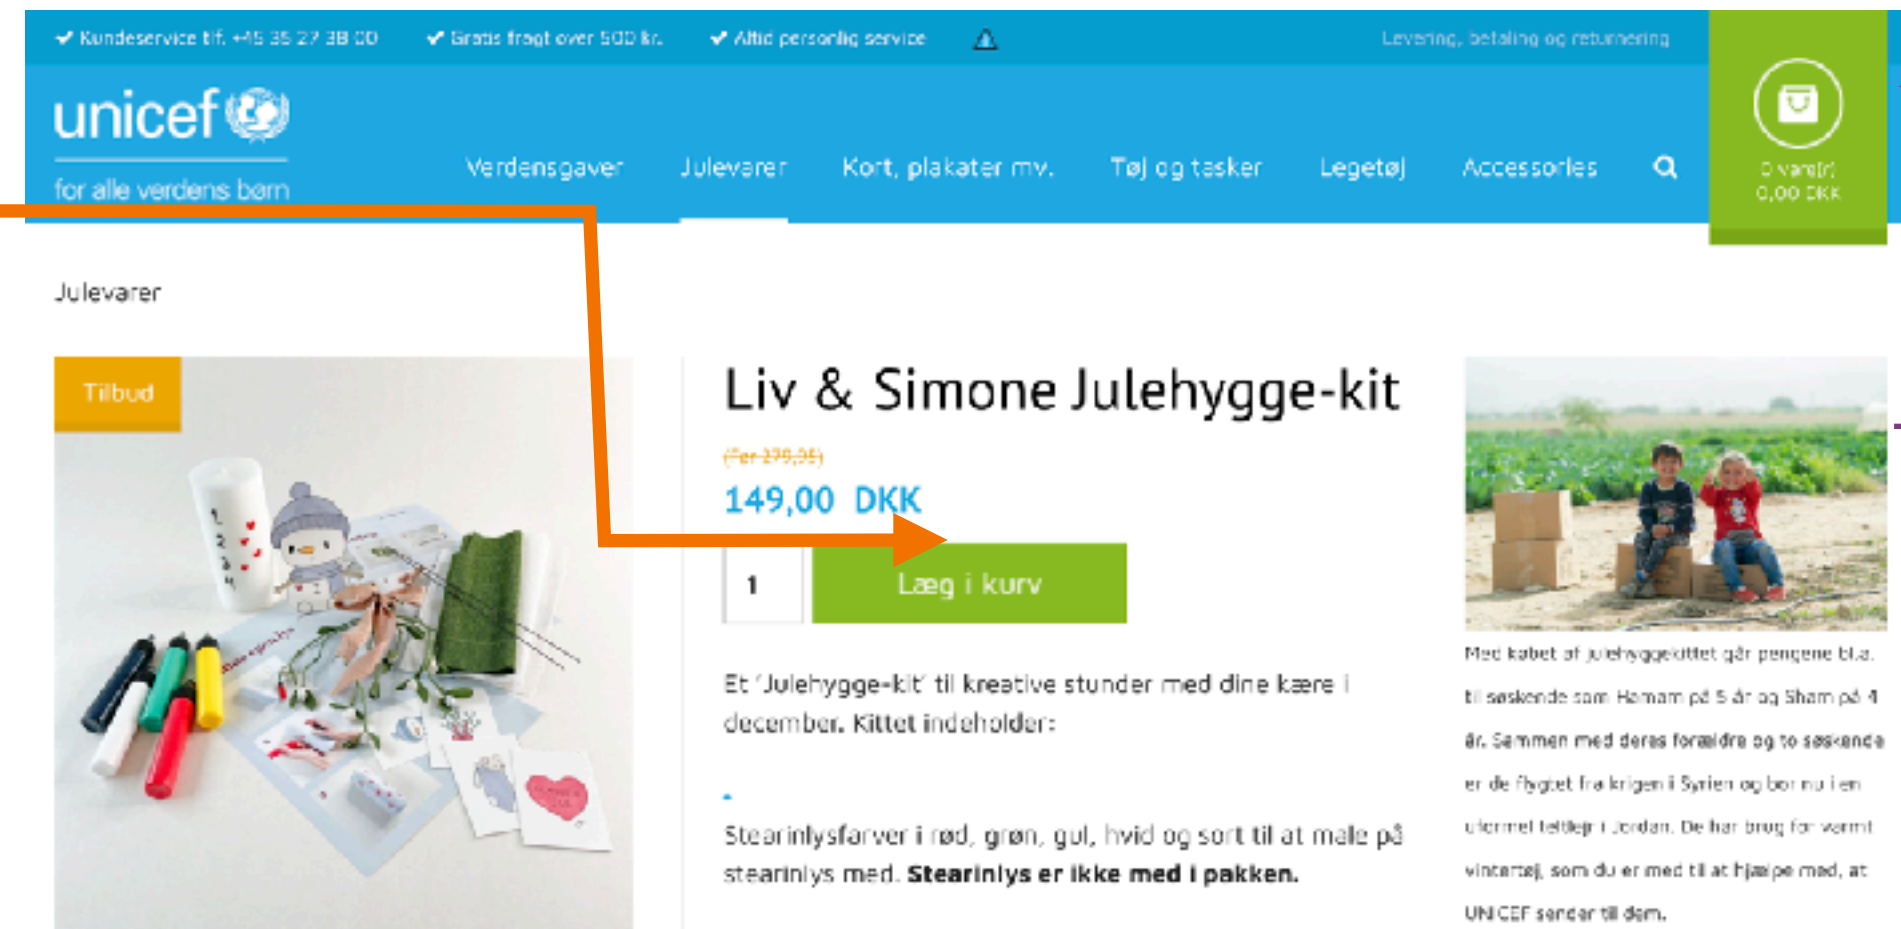 Kundeservice tlf. +45 35 27 38 00
Gratis fragt over 500 kr.
Altid personlig service
Levering, betaling og returnering
unicef
for alle verdens børn
Verdensgaver
Julevarer
Kort, plakater mv.
Tøj og tasker
Legetøj
Accessories
0 vare(r)
0,00 DKK
Julevarer
Tilbud
Liv & Simone Julehygge-kit
(Før 279,95)
149,00 DKK
1
Læg i kurv
Et 'Julehygge-kit' til kreative stunder med dine kære i
december. Kittet indeholder:
Stearinlysfarver i rød, grøn, gul, hvid og sort til at male på
stearinlys med. Stearinlys er ikke med i pakken.
Med købet af julehyggekittet går pengene bl.a.
til søskende som Hamam på 5 år og Sham på 4
år. Sammen med deres forældre og to søskende
er de flygtet fra krigen i Syrien og bor nu i en
uformel teltlejr i Jordan. De har brug for varmt
vintertøj, som du er med til at hjælpe med, at
UNICEF sender til dem.